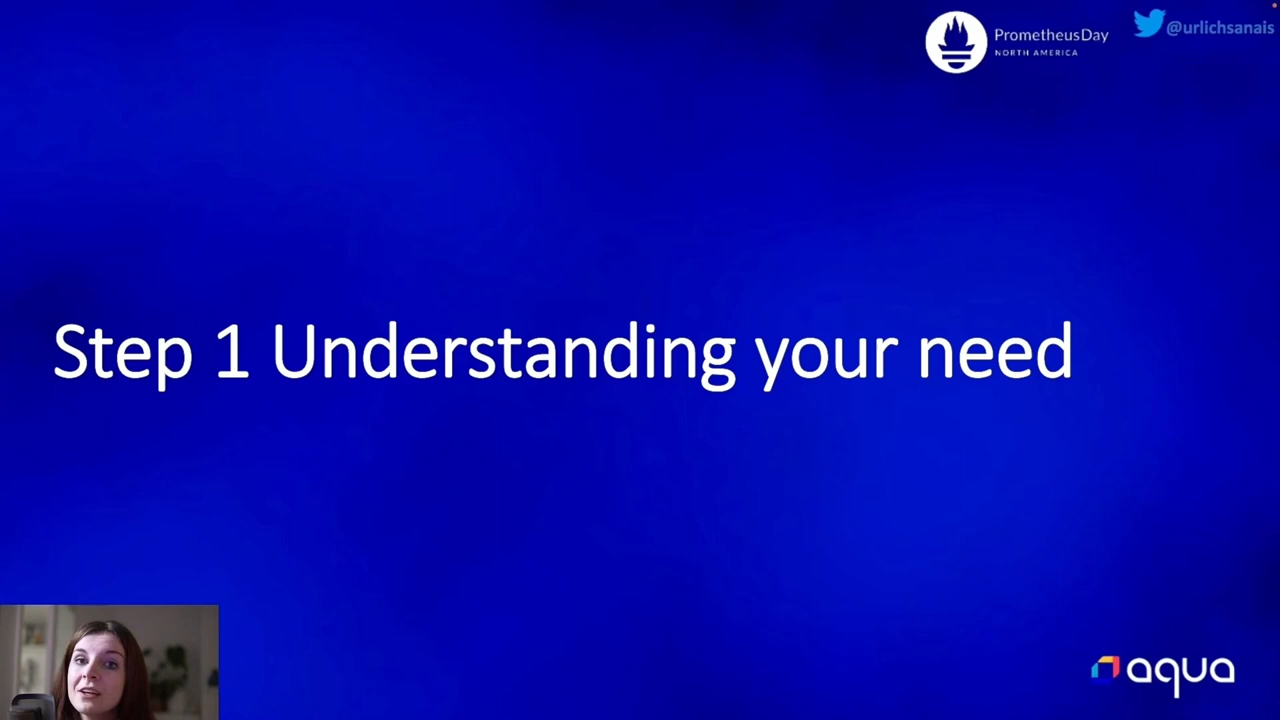 PrometheusDay
NORTH AMERICA
@urlichsanais
Step 1 Understanding your need
aqua